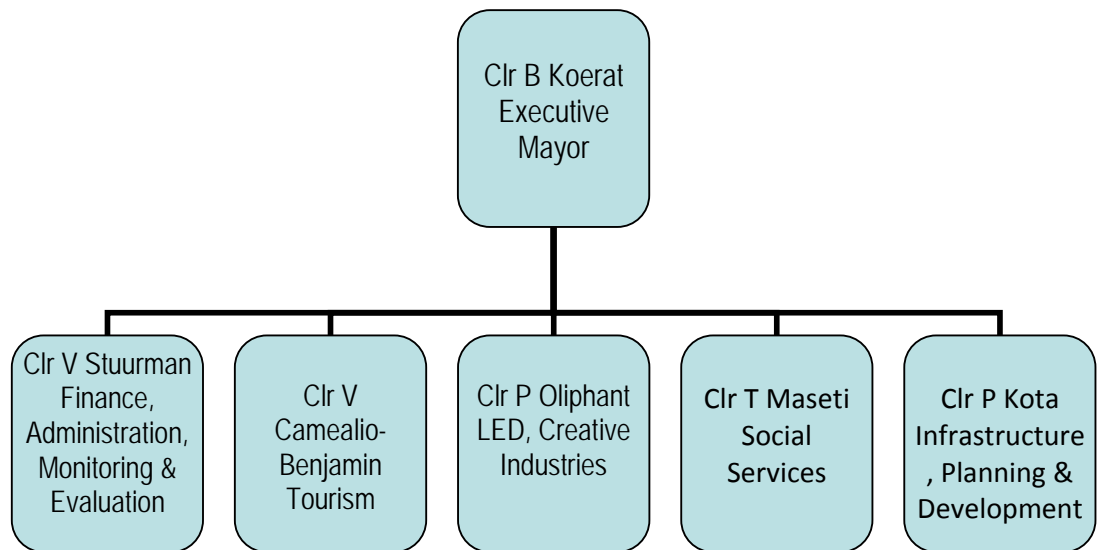 Clr B Koerat
Executive
Mayor
Clr V Stuurman
Finance,
Administration,
Monitoring &
Evaluation
Clr V
Camealio-
Benjamin
Tourism
Clr P Oliphant
LED, Creative
Industries
Clr T Maseti
Social
Services
Clr P Kota
Infrastructure
, Planning &
Development